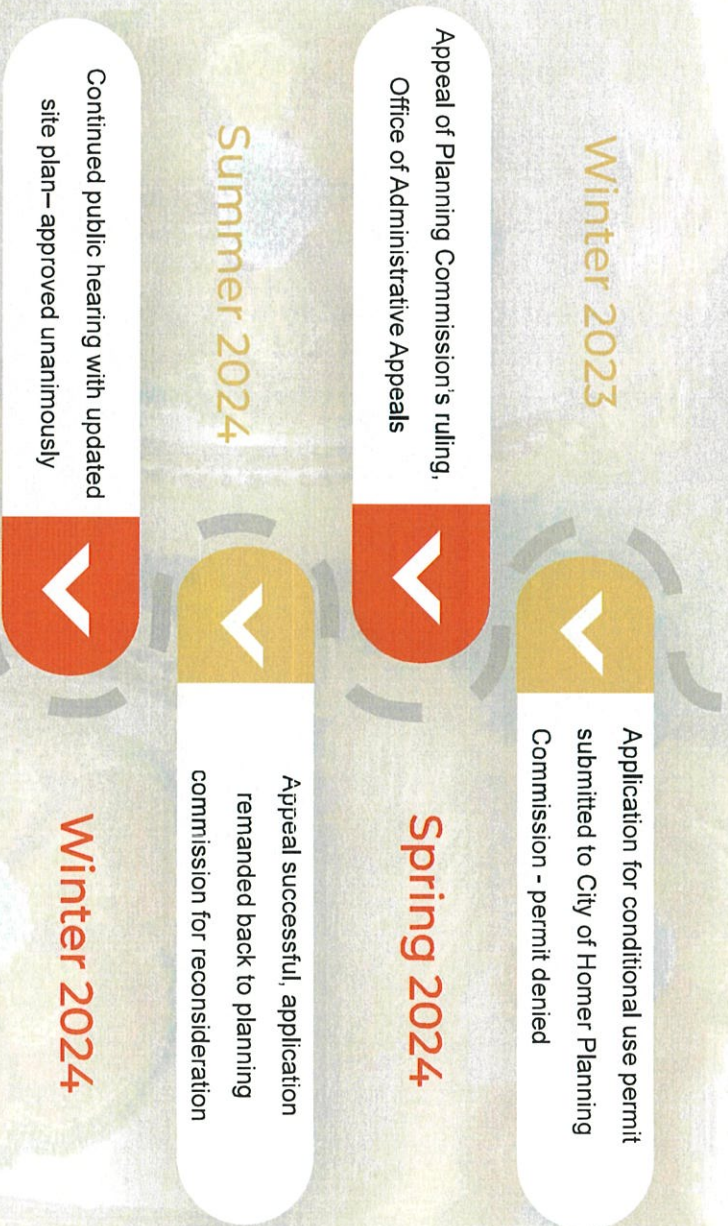 Winter 2023
Application for conditional use permit
submitted to City of Homer Planning
Commission - permit denied
Appeal of Planning Commission's ruling,
Office of Administrative Appeals
Spring 2024
Summer 2024
Appeal successful, application
remanded back to planning
commission for reconsideration
Continued public hearing with updated
site plan– approved unanimously
Winter 2024